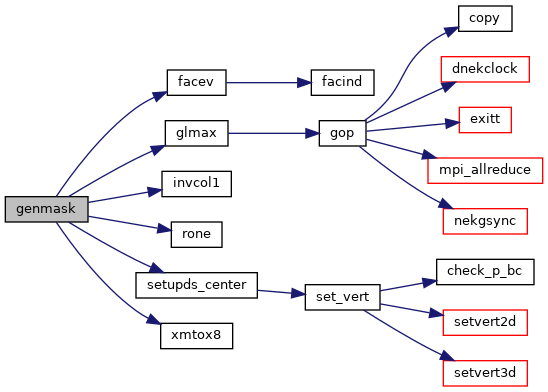 copy
dnekclock
facev
facind
exitt
glmax
gop
mpi_allreduce
invcol1
genmask
nekgsync
rone
check_p_bc
setupds_center
set_vert
setvert2d
xmtox8
setvert3d